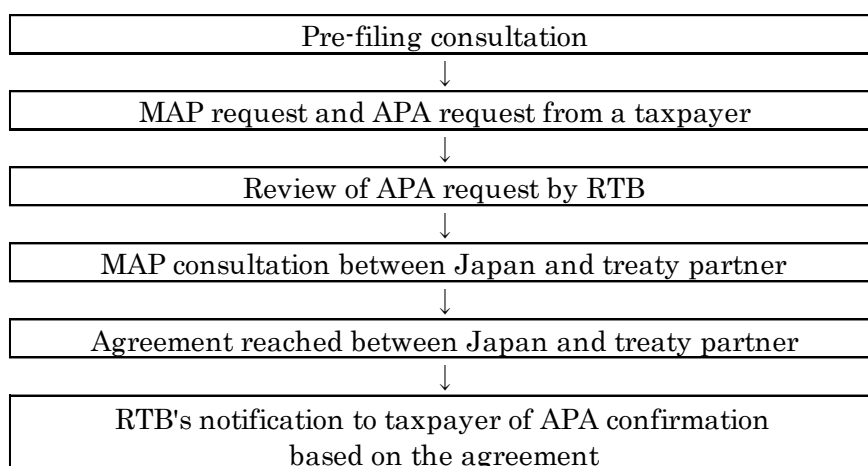 Pre-filing consultation
↓
MAP request and APA request from a taxpayer
↓
Review of APA request by RTB
↓
MAP consultation between Japan and treaty partner
↓
Agreement reached between Japan and treaty partner
↓
RTB's notification to taxpayer of APA confirmation
based on the agreement